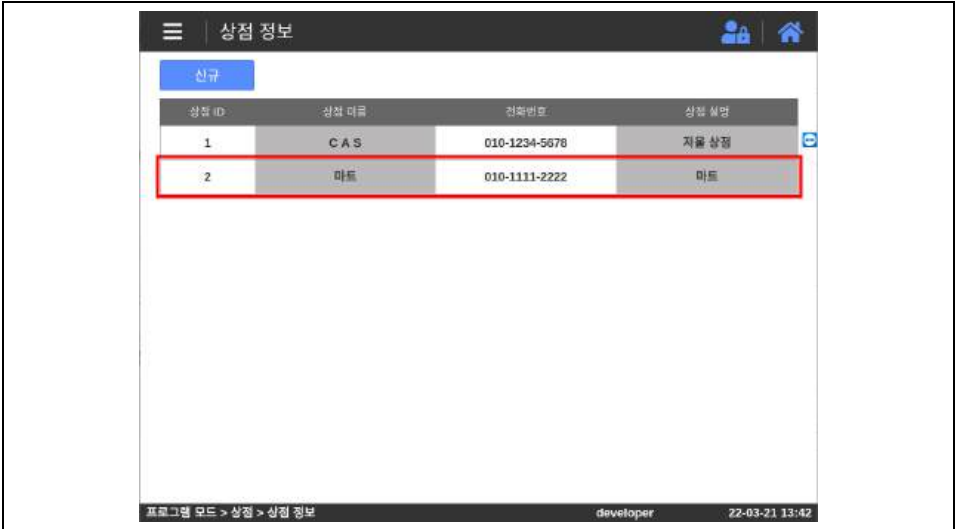 상점 정보
신규
상점 ID 상점 이름 전화번호 상점 설명
1 C A S 010-1234-5678 저울 상점
2 마트 010-1111-2222 마트
프로그램 모드 > 상점 > 상점 정보 developer 22-03-21 13:42